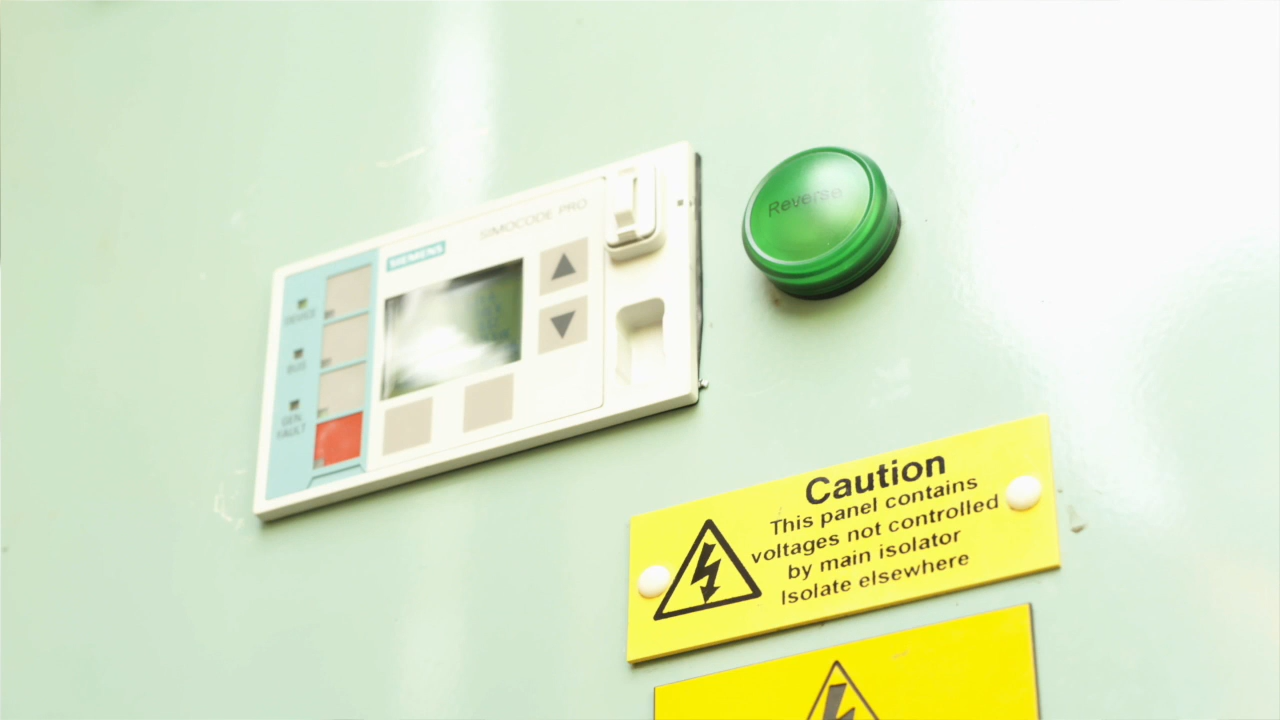 SIEMENS
SIMOCODE PRO
DEVICE
BUS
GEN.
FAULT
Reverse
Caution
This panel contains
voltages not controlled
by main isolator
Isolate elsewhere